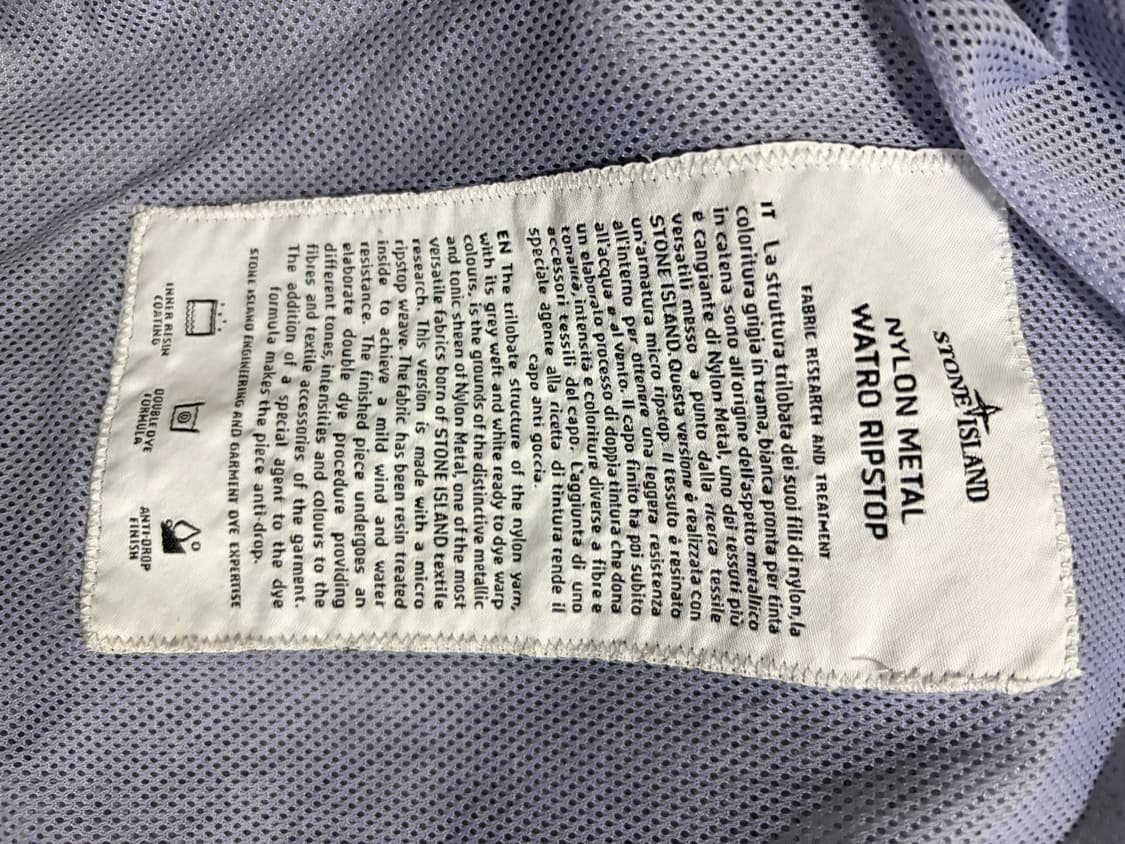 STONE ISLAND
NYLON METAL
WATRO RIPSTOP
FABRIC RESEARCH AND TREATMENT
IT La struttura trilobata dei suoi fili di nylon, la
coloritura grigia in trama, bianca pronta per tinta
in catena sono all'origine dell'aspetto metallico
e cangiante di Nylon Metal, uno dei tessuti più
versatili messo a punto dalla ricerca tessile
STONE ISLAND. Questa versione è realizzata con
un'armatura micro ripstop. Il tessuto è resinato
all'interno per ottenere una leggera resistenza
all'acqua e al vento. Il capo finito ha poi subito
un elaborato processo di doppia tintura che dona
tonalità, intensità e coloriture diverse a fibre e
accessori tessili del capo. L'aggiunta di uno
speciale agente alla ricetta di tintura rende il
capo anti goccia.
EN The trilobate structure of the nylon yarn,
with its grey weft and white ready to dye warp
colours, is the grounds of the distinctive metallic
and tonic sheen of Nylon Metal, one of the most
versatile fabrics born of STONE ISLAND textile
research. This version is made with a micro
ripstop weave. The fabric has been resin treated
inside to achieve a mild wind and water
resistance. The finished piece undergoes an
elaborate double dye procedure providing
different tones, intensities and colours to the
fibres and textile accessories of the garment.
The addition of a special agent to the dye
formula makes the piece anti-drop.
STONE ISLAND ENGINEERING AND GARMENT DYE EXPERTISE
INNER RESIN
COATING
DOUBLE DYE
FORMULA
ANTI-DROP
FINISH